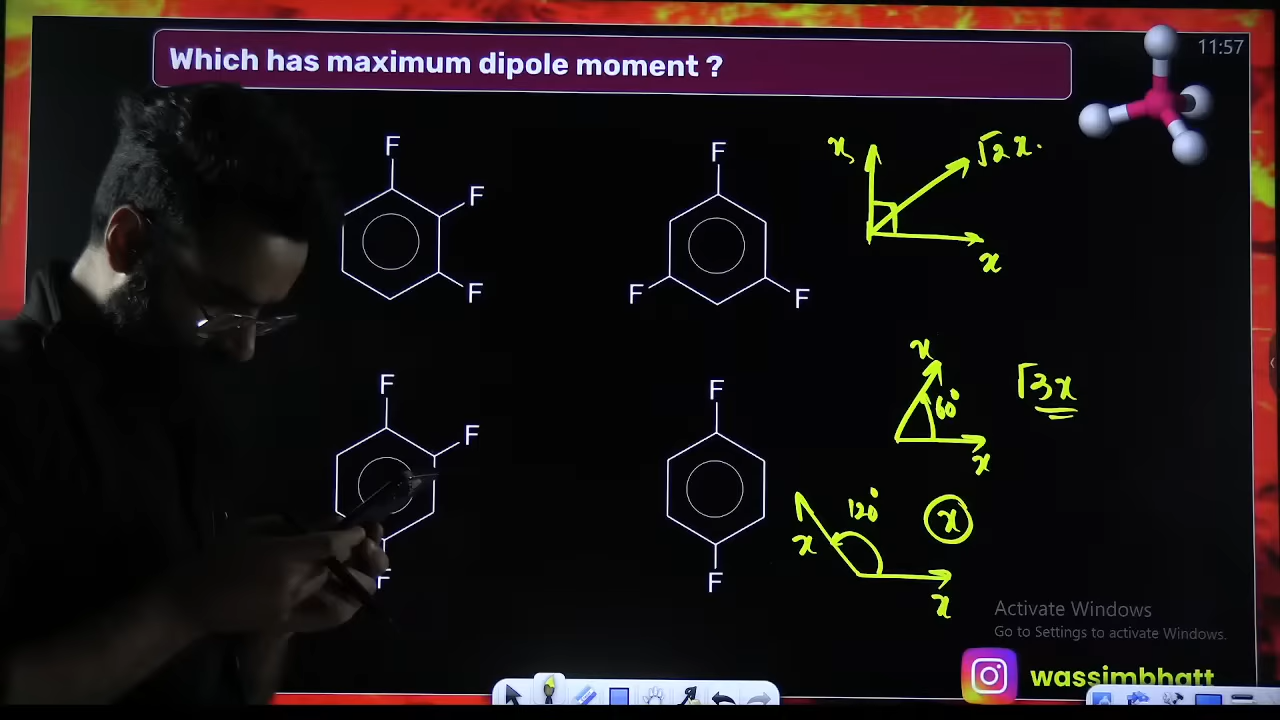 Which has maximum dipole moment ?
11:57
F
F
F
F
F
F
x
√2 x.
x
F
F
F
F
F
x
60°
x
√3x
x
120°
x
x
Activate Windows
Go to Settings to activate Windows.
wassimbhatt